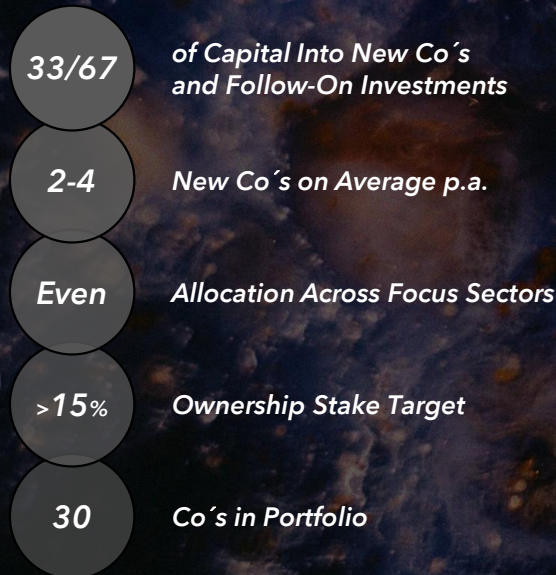 33/67
of Capital Into New Co´s
and Follow-On Investments
2-4
New Co´s on Average p.a.
Even
Allocation Across Focus Sectors
>15%
Ownership Stake Target
30
Co´s in Portfolio